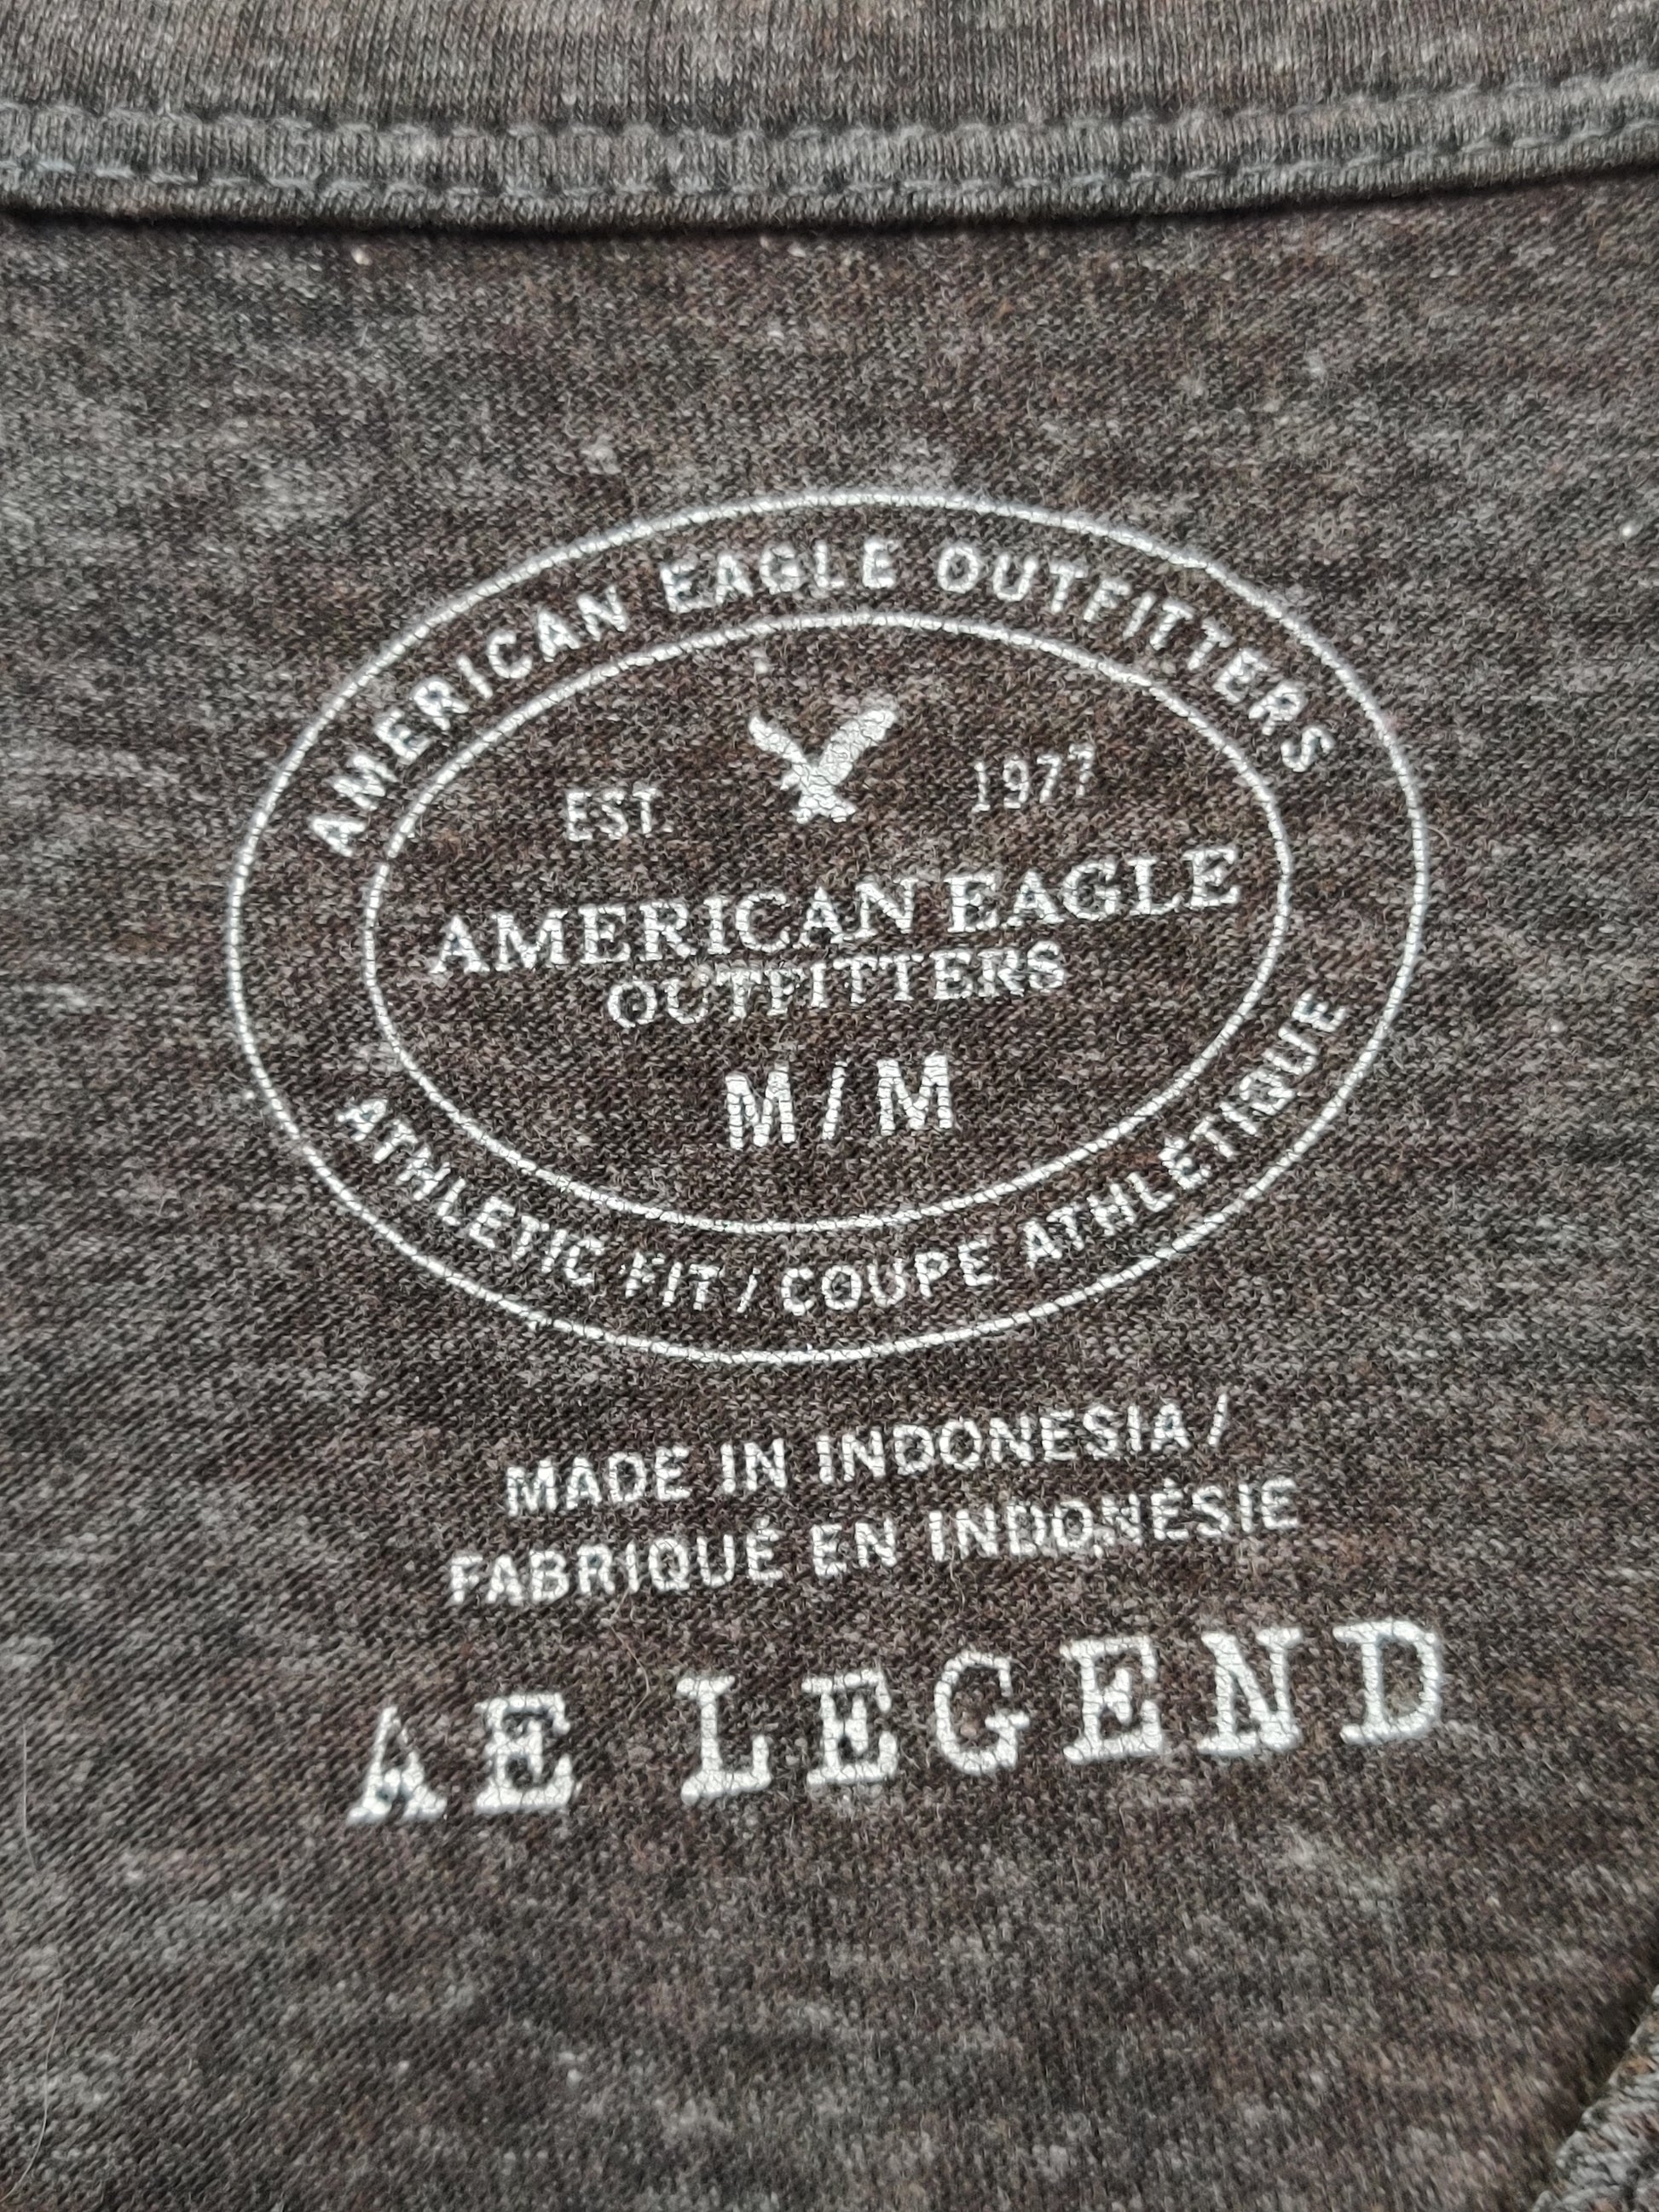 AMERICAN EAGLE OUTFITTERS
EST. 1977
AMERICAN EAGLE
OUTFITTERS
M/M
ATHLETIC FIT / COUPE ATHLÉTIQUE
MADE IN INDONESIA /
FABRIQUÉ EN INDONÉSIE
AE LEGEND